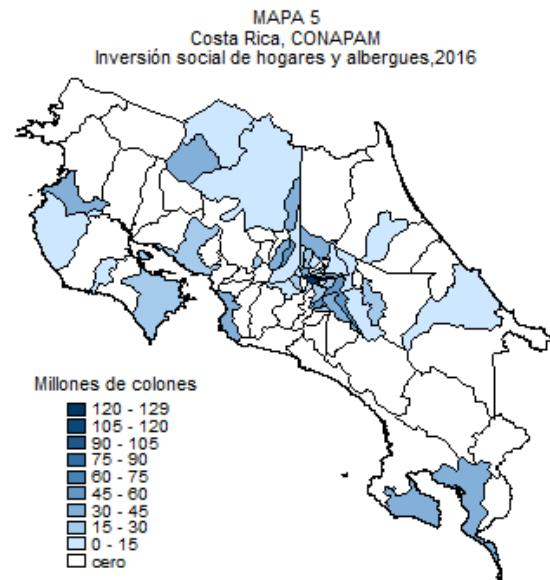 MAPA 5
Costa Rica, CONAPAM
Inversión social de hogares y albergues,2016
Millones de colones
120 - 129
105 - 120
90 - 105
75 - 90
60 - 75
45 - 60
30 - 45
15 - 30
0 - 15
cero